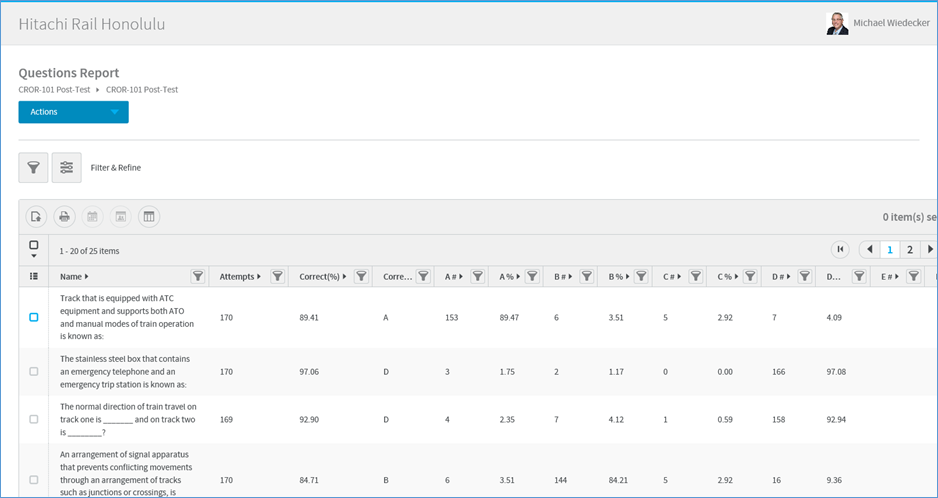 Hitachi Rail Honolulu
Michael Wiedecker
Questions Report
CROR-101 Post-Test CROR-101 Post-Test
Actions
Filter & Refine
0 item(s) se
1 - 20 of 25 items
1 2
Name Attempts Correct(%) Corre... A # A % B # B % C # C % D # D... E #
Track that is equipped with ATC
equipment and supports both ATO
and manual modes of train operation
is known as:
170 89.41 A 153 89.47 6 3.51 5 2.92 7 4.09
The stainless steel box that contains
an emergency telephone and an
emergency trip station is known as:
170 97.06 D 3 1.75 2 1.17 0 0.00 166 97.08
The normal direction of train travel on
track one is _______ and on track two
is ________?
169 92.90 D 4 2.35 7 4.12 1 0.59 158 92.94
An arrangement of signal apparatus
that prevents conflicting movements
through an arrangement of tracks
such as junctions or crossings, is
170 84.71 B 6 3.51 144 84.21 5 2.92 16 9.36